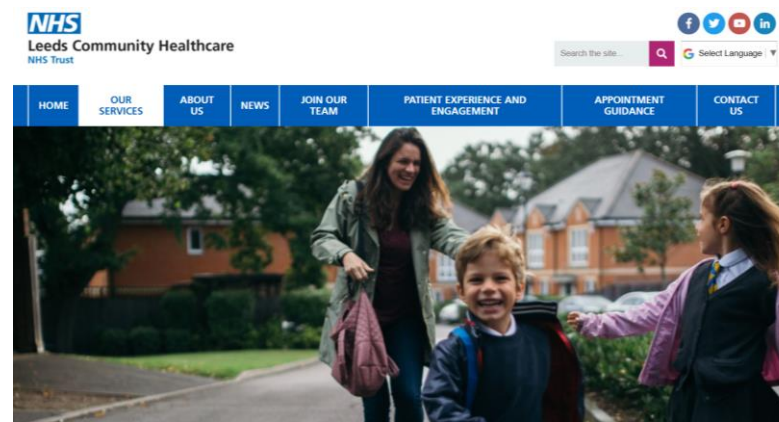 NHS
Leeds Community Healthcare
NHS Trust
f
in
Search the site...
G Select Language ▼
HOME
OUR
SERVICES
ABOUT
US
NEWS
JOIN OUR
TEAM
PATIENT EXPERIENCE AND
ENGAGEMENT
APPOINTMENT
GUIDANCE
CONTACT
US